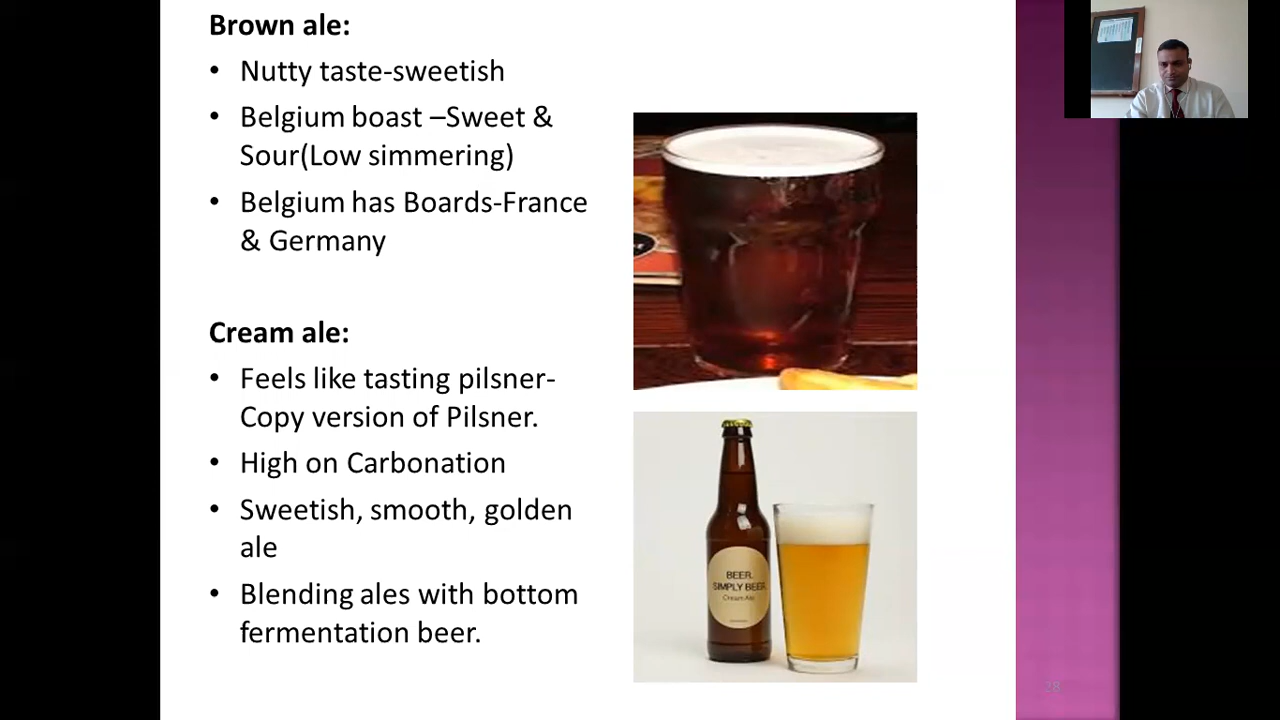 Brown ale:
• Nutty taste-sweetish
• Belgium boast –Sweet &
Sour(Low simmering)
• Belgium has Boards-France
& Germany
Cream ale:
• Feels like tasting pilsner-
Copy version of Pilsner.
• High on Carbonation
• Sweetish, smooth, golden
ale
• Blending ales with bottom
fermentation beer.
BEER.
SIMPLY BEER.
Cream Ale
28